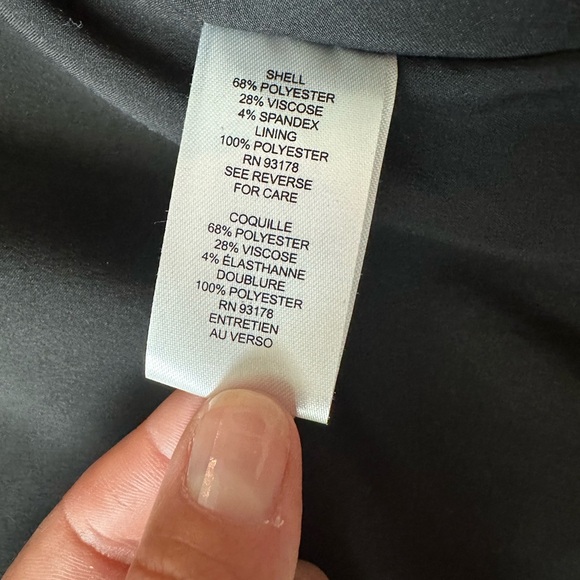 SHELL
68% POLYESTER
28% VISCOSE
4% SPANDEX
LINING
100% POLYESTER
RN 93178
SEE REVERSE
FOR CARE
COQUILLE
68% POLYESTER
28% VISCOSE
4% ÉLASTHANNE
DOUBLURE
100% POLYESTER
RN 93178
ENTRETIEN
AU VERSO